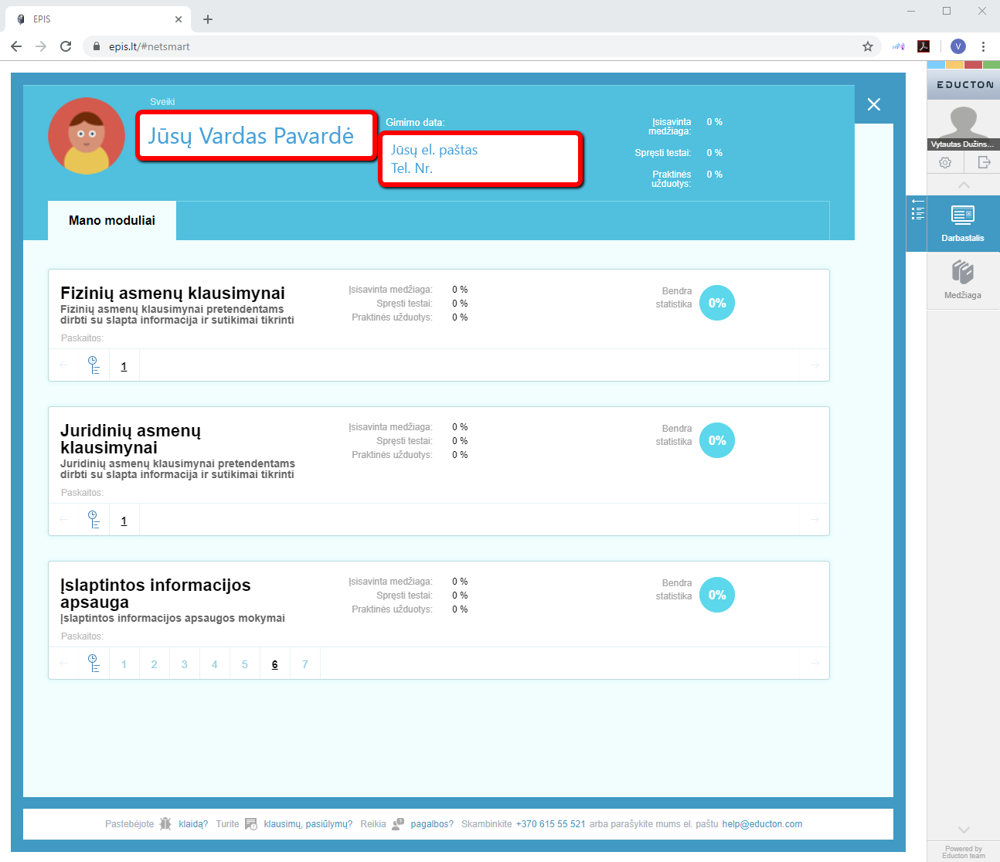 EPIS
epis.lt/#netsmart
V
EDUCTON
Vytautas Dužins...
Darbastalis
Medžiaga
Powered by
Educton team
Sveiki
Jūsų Vardas Pavardė
Gimimo data:
Jūsų el. paštas
Tel. Nr.
Įsisavinta 0 %
medžiaga:
Spręsti testai: 0 %
Praktinės 0 %
užduotys:
Mano moduliai
Fizinių asmenų klausimynai
Fizinių asmenų klausimynai pretendentams
dirbti su slapta informacija ir sutikimai tikrinti
Įsisavinta medžiaga: 0 %
Spręsti testai: 0 %
Praktinės užduotys: 0 %
Bendra
statistika
0%
Paskaitos:
1
Juridinių asmenų
klausimynai
Juridinių asmenų klausimynai pretendentams
dirbti su slapta informacija ir sutikimai tikrinti
Įsisavinta medžiaga: 0 %
Spręsti testai: 0 %
Praktinės užduotys: 0 %
Bendra
statistika
0%
Paskaitos:
1
Įslaptintos informacijos
apsauga
Įslaptintos informacijos apsaugos mokymai
Įsisavinta medžiaga: 0 %
Spręsti testai: 0 %
Praktinės užduotys: 0 %
Bendra
statistika
0%
Paskaitos:
1 2 3 4 5 6 7
Pastebėjote klaidą? Turite klausimų, pasiūlymų? Reikia pagalbos? Skambinkite +370 615 55 521 arba parašykite mums el. paštu help@educton.com